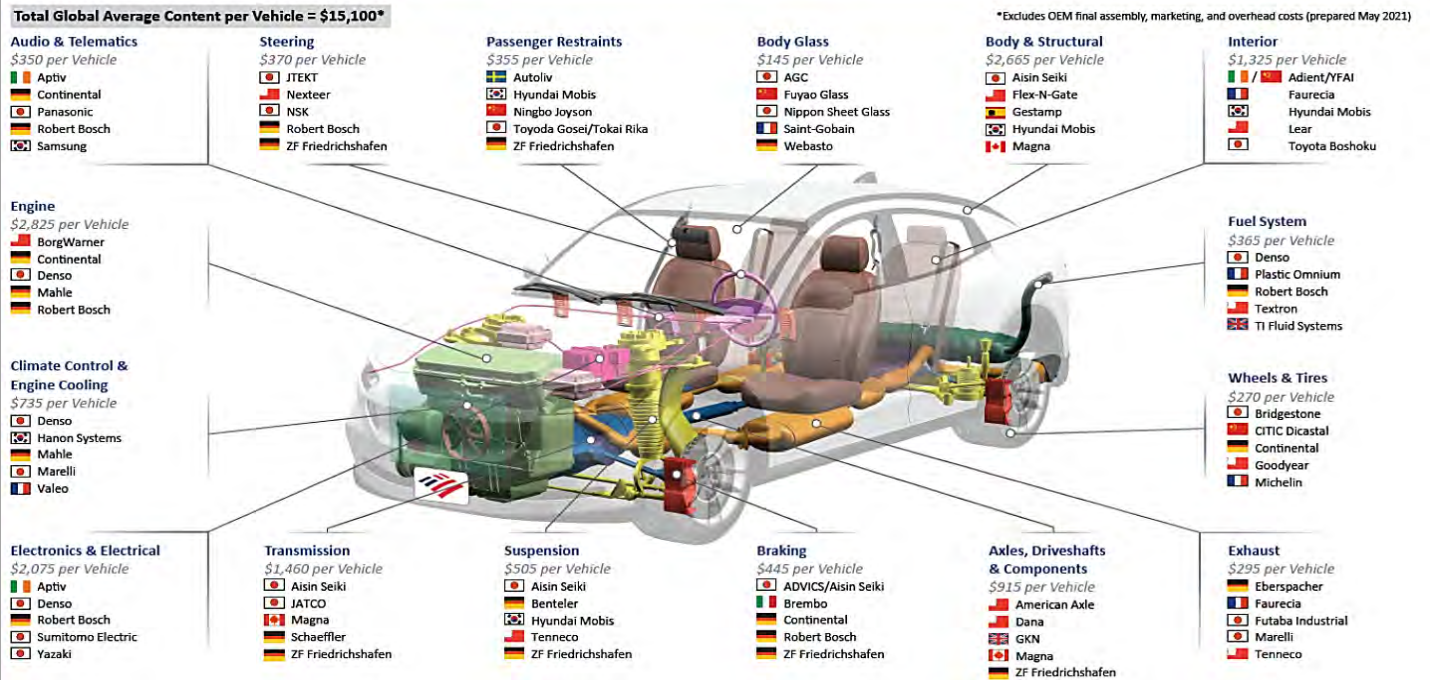 Total Global Average Content per Vehicle = $15,100*
*Excludes OEM final assembly, marketing, and overhead costs (prepared May 2021)
Audio & Telematics
$350 per Vehicle
Aptiv
Continental
Panasonic
Robert Bosch
Samsung
Steering
$370 per Vehicle
JTEKT
Nexteer
NSK
Robert Bosch
ZF Friedrichshafen
Passenger Restraints
$355 per Vehicle
Autoliv
Hyundai Mobis
Ningbo Joyson
Toyoda Gosei/Tokai Rika
ZF Friedrichshafen
Body Glass
$145 per Vehicle
AGC
Fuyao Glass
Nippon Sheet Glass
Saint-Gobain
Webasto
Body & Structural
$2,665 per Vehicle
Aisin Seiki
Flex-N-Gate
Gestamp
Hyundai Mobis
Magna
Interior
$1,325 per Vehicle
/ Adient/YFAI
Faurecia
Hyundai Mobis
Lear
Toyota Boshoku
Engine
$2,825 per Vehicle
BorgWarner
Continental
Denso
Mahle
Robert Bosch
Fuel System
$365 per Vehicle
Denso
Plastic Omnium
Robert Bosch
Textron
TI Fluid Systems
Climate Control &
Engine Cooling
$735 per Vehicle
Denso
Hanon Systems
Mahle
Marelli
Valeo
Wheels & Tires
$270 per Vehicle
Bridgestone
CITIC Dicastal
Continental
Goodyear
Michelin
Electronics & Electrical
$2,075 per Vehicle
Aptiv
Denso
Robert Bosch
Sumitomo Electric
Yazaki
Transmission
$1,460 per Vehicle
Aisin Seiki
JATCO
Magna
Schaeffler
ZF Friedrichshafen
Suspension
$505 per Vehicle
Aisin Seiki
Benteler
Hyundai Mobis
Tenneco
ZF Friedrichshafen
Braking
$445 per Vehicle
ADVICS/Aisin Seiki
Brembo
Continental
Robert Bosch
ZF Friedrichshafen
Axles, Driveshafts
& Components
$915 per Vehicle
American Axle
Dana
GKN
Magna
ZF Friedrichshafen
Exhaust
$295 per Vehicle
Eberspacher
Faurecia
Futaba Industrial
Marelli
Tenneco